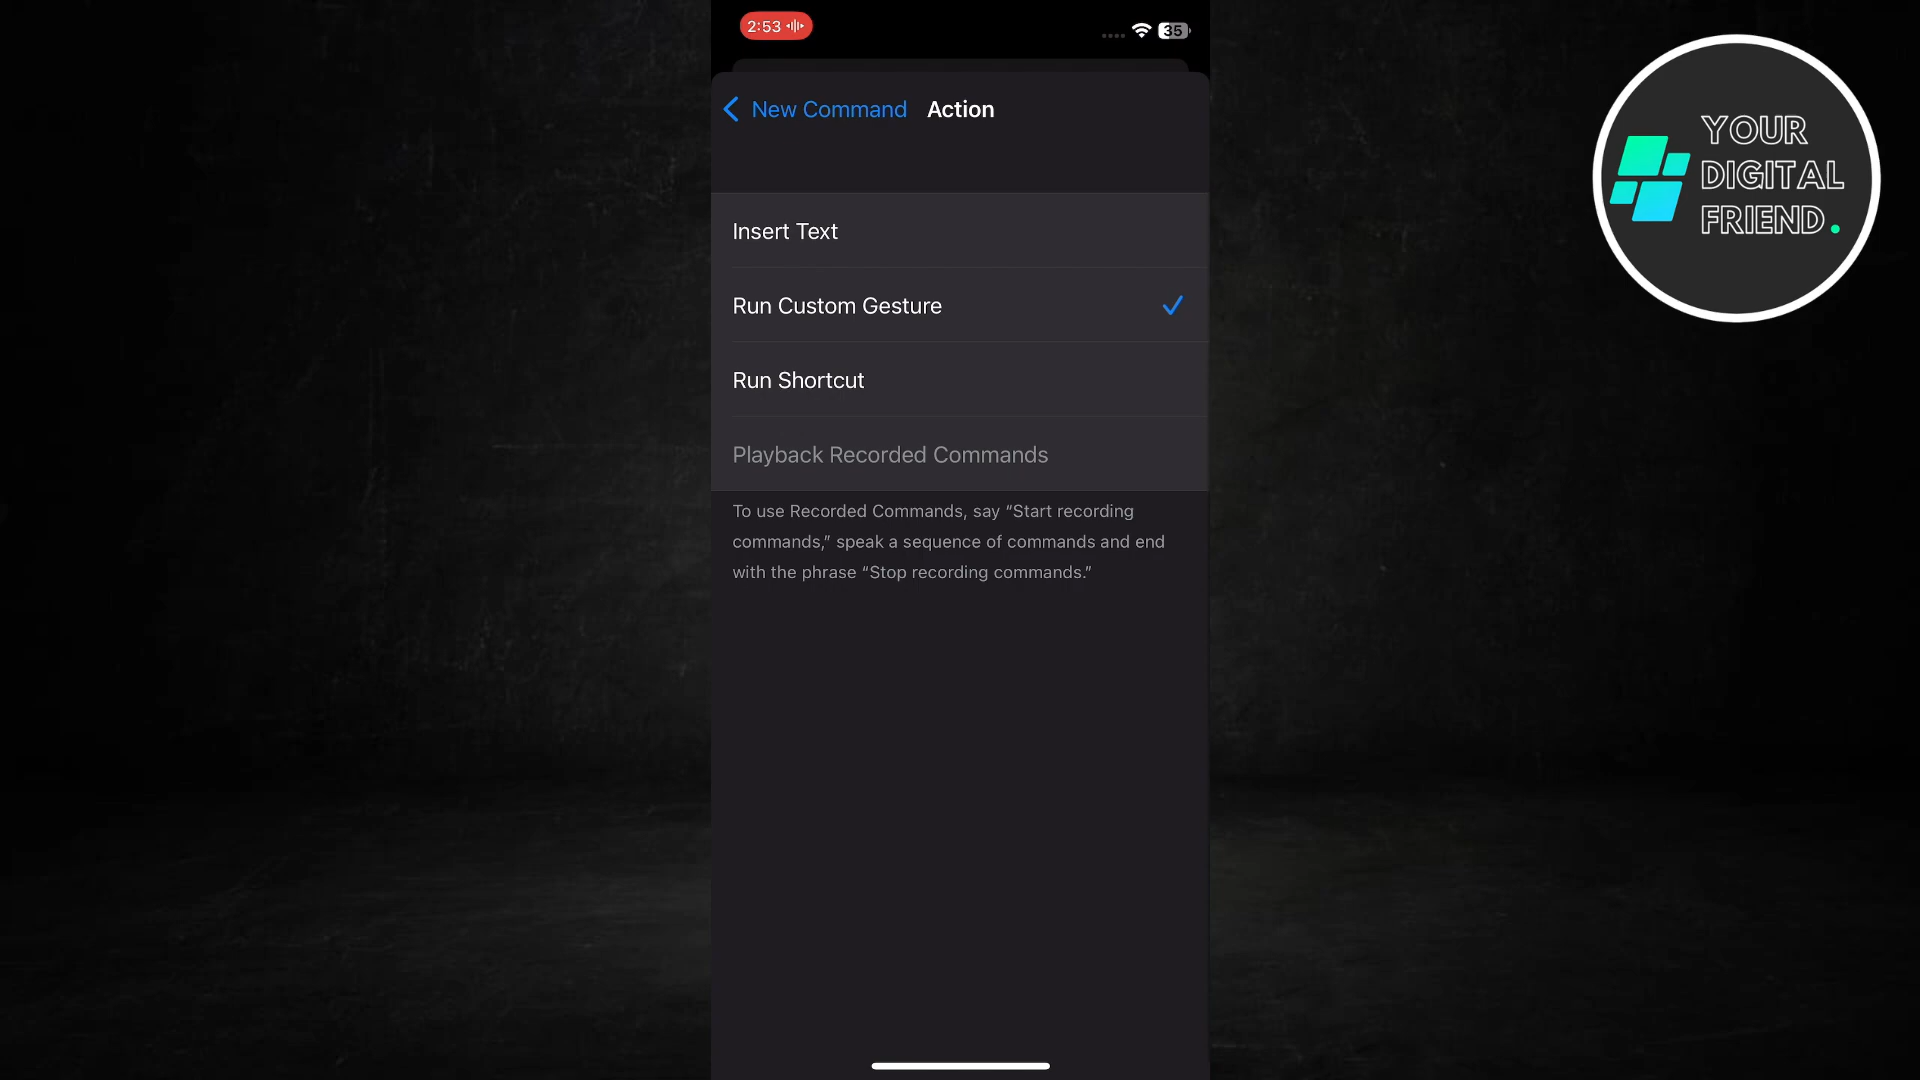 2:53
35
New Command Action
Insert Text
Run Custom Gesture
Run Shortcut
Playback Recorded Commands
To use Recorded Commands, say “Start recording
commands,” speak a sequence of commands and end
with the phrase “Stop recording commands.”
YOUR
DIGITAL
FRIEND.